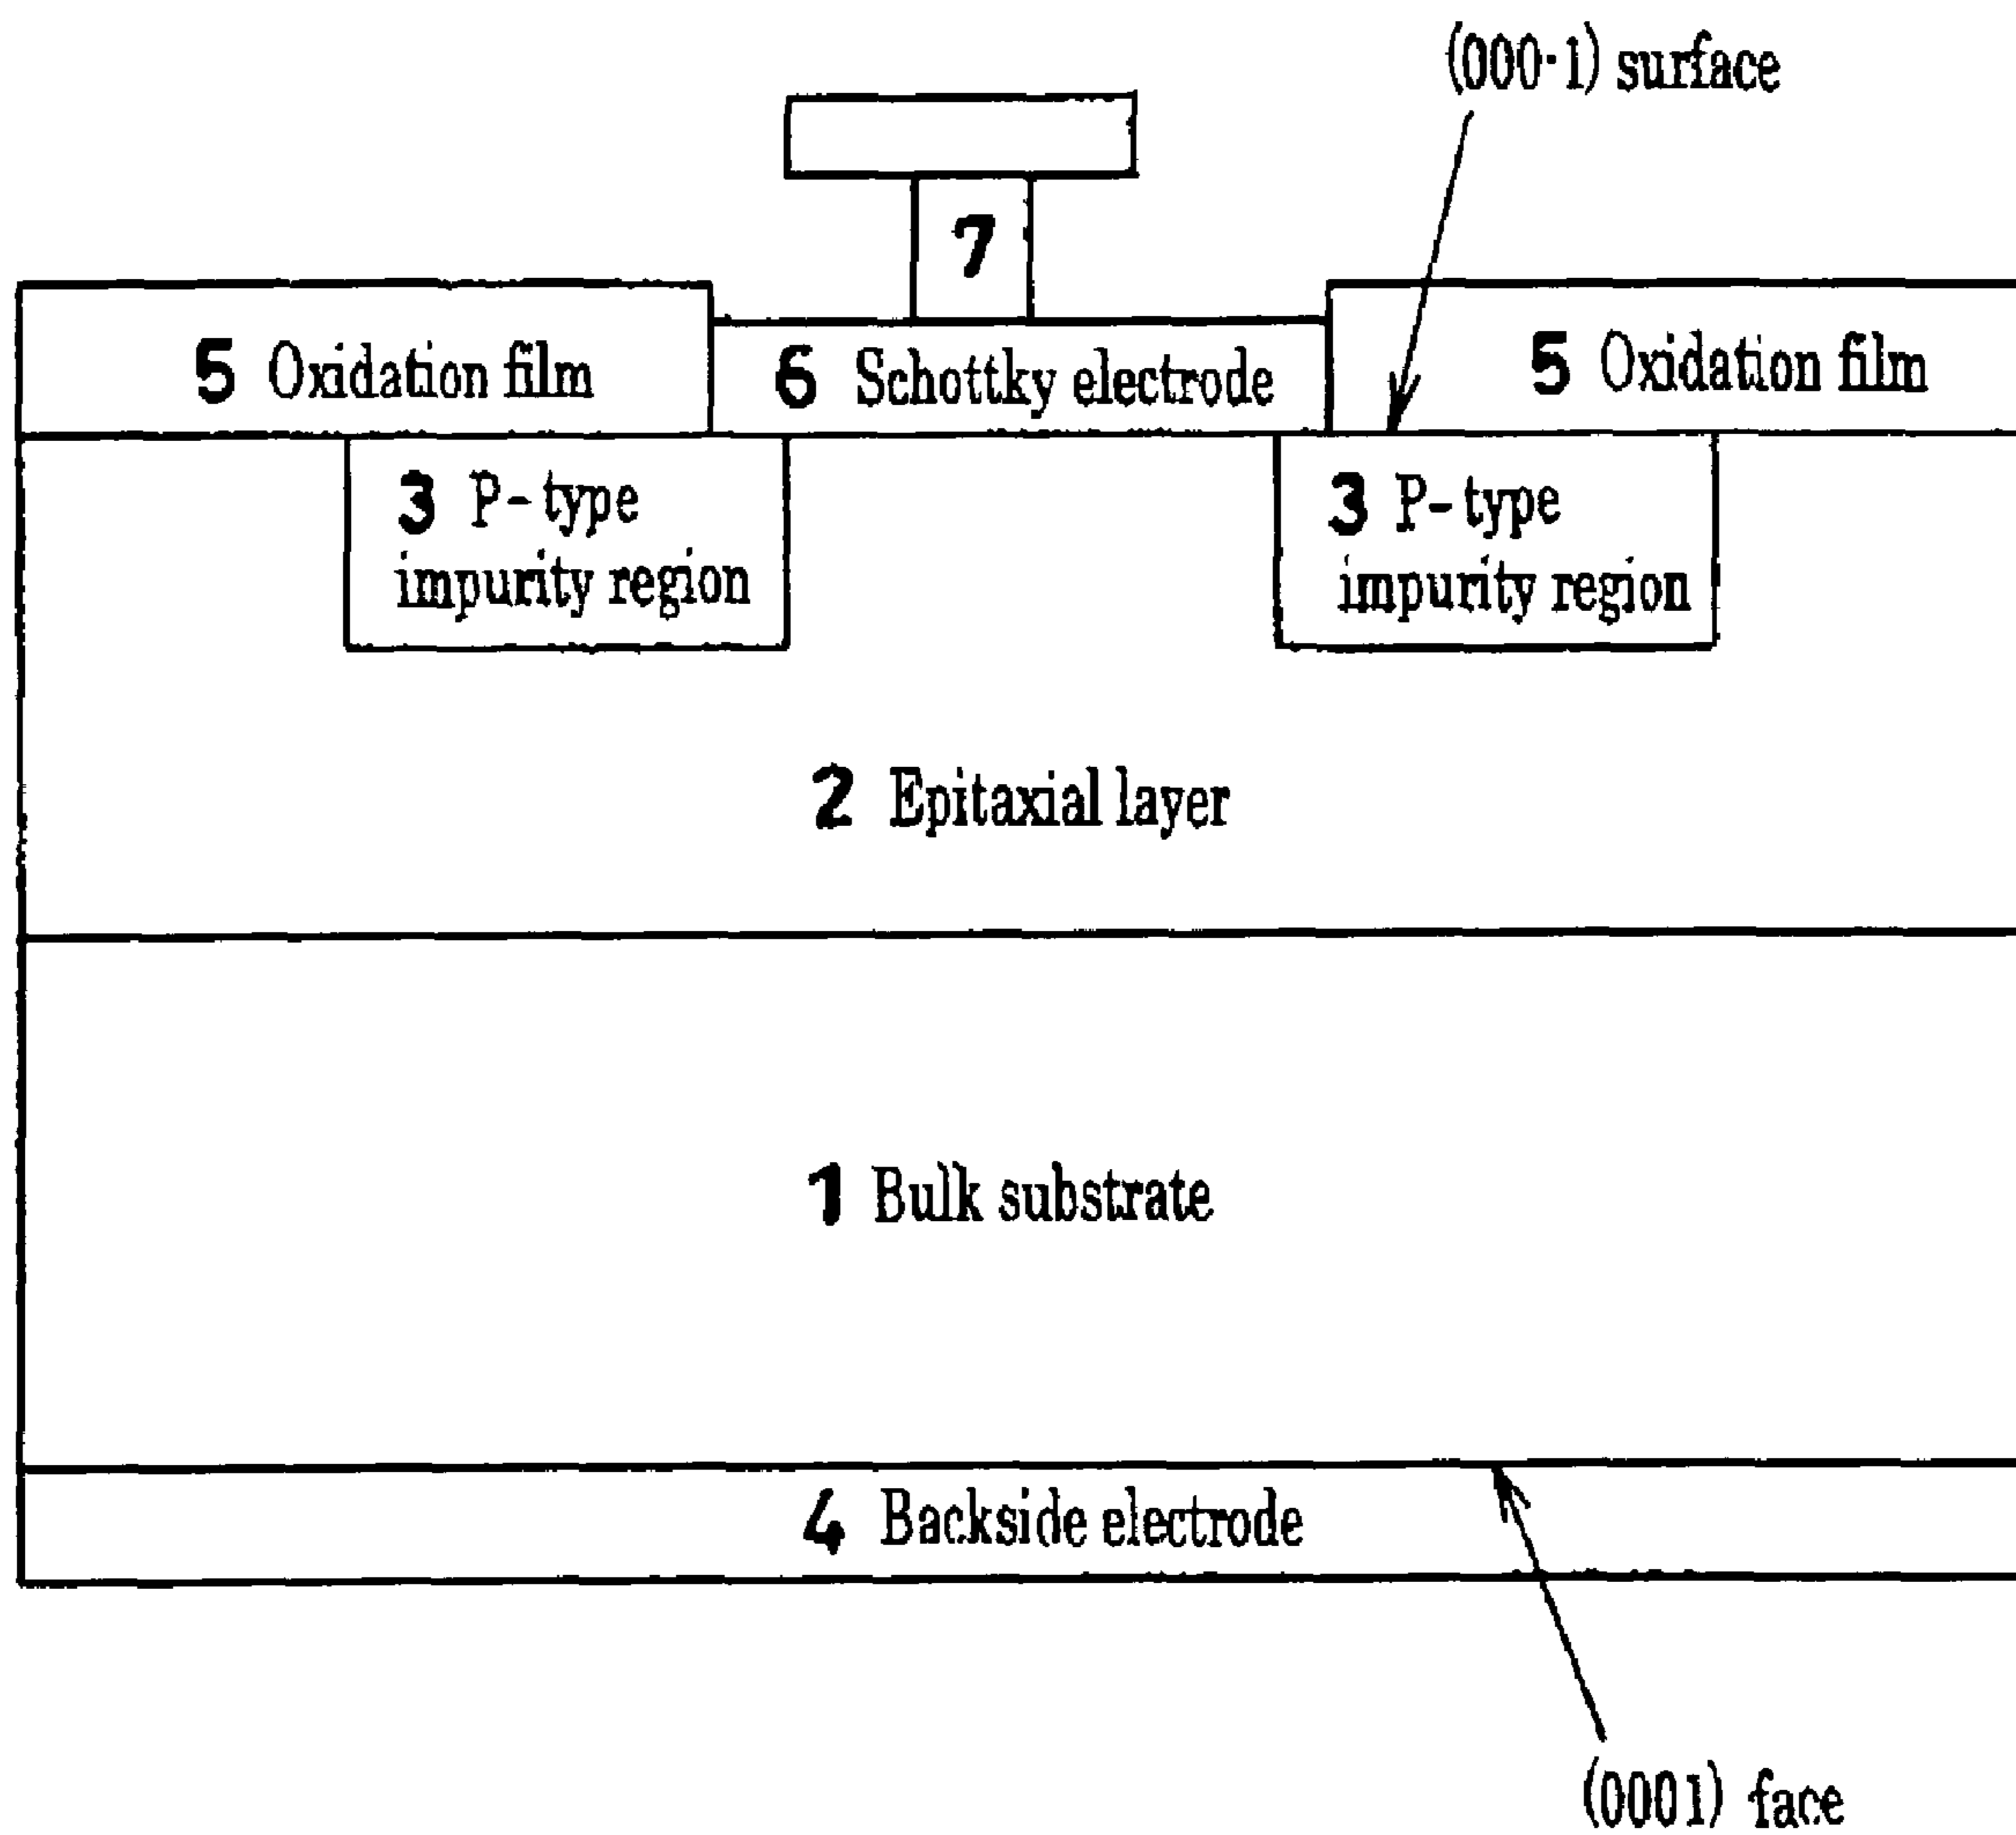 (000-1) surface
7
5 Oxidation film
6 Schottky electrode
5 Oxidation film
3 P-type
impurity region
3 P-type
impurity region
2 Epitaxial layer
1 Bulk substrate
4 Backside electrode
(0001) face